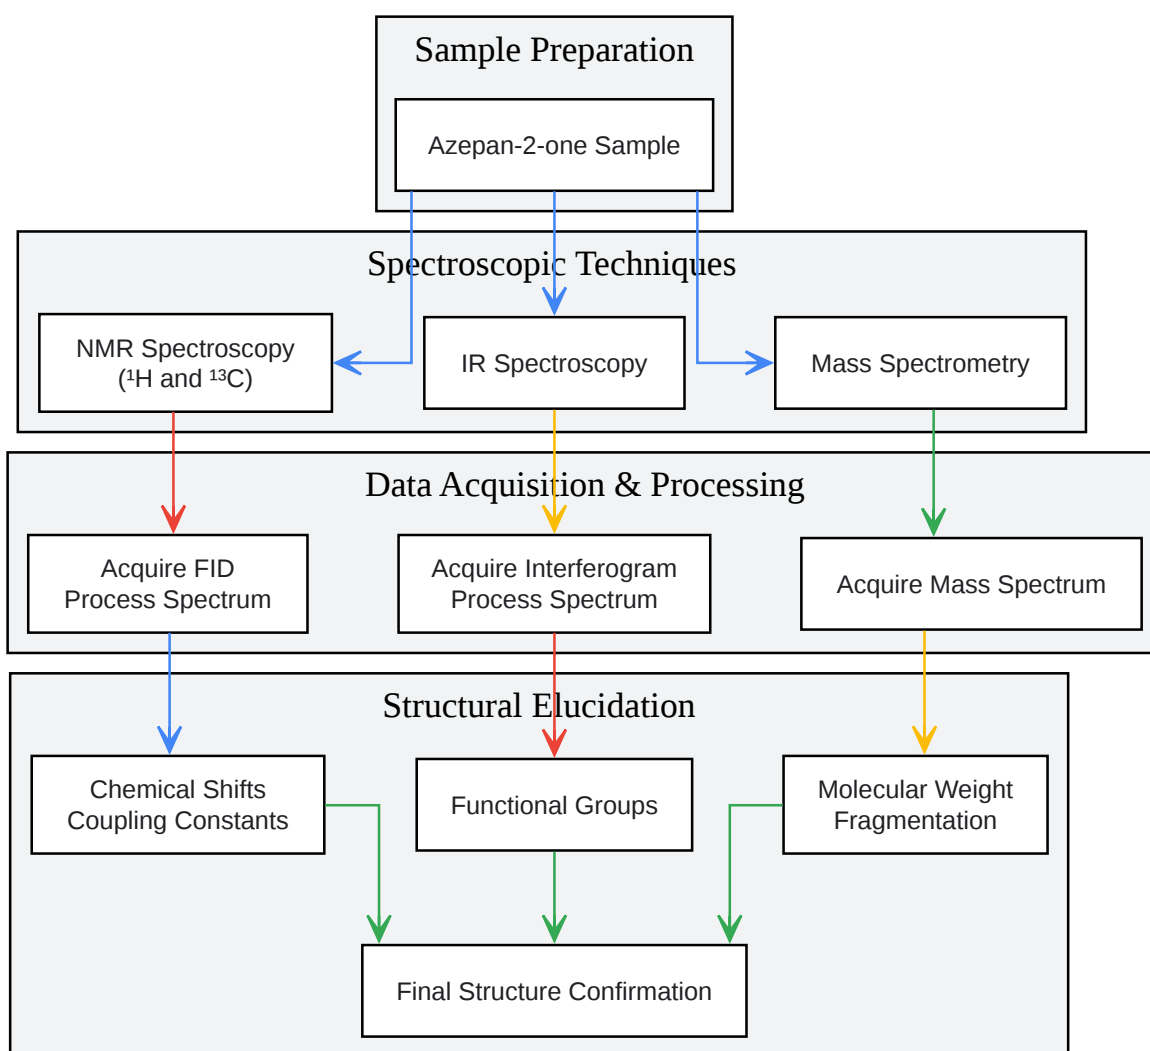 Sample Preparation
Azepan-2-one Sample
Spectroscopic Techniques
NMR Spectroscopy
(¹H and ¹³C)
IR Spectroscopy
Mass Spectrometry
Data Acquisition & Processing
Acquire FID
Process Spectrum
Acquire Interferogram
Process Spectrum
Acquire Mass Spectrum
Structural Elucidation
Chemical Shifts
Coupling Constants
Functional Groups
Molecular Weight
Fragmentation
Final Structure Confirmation